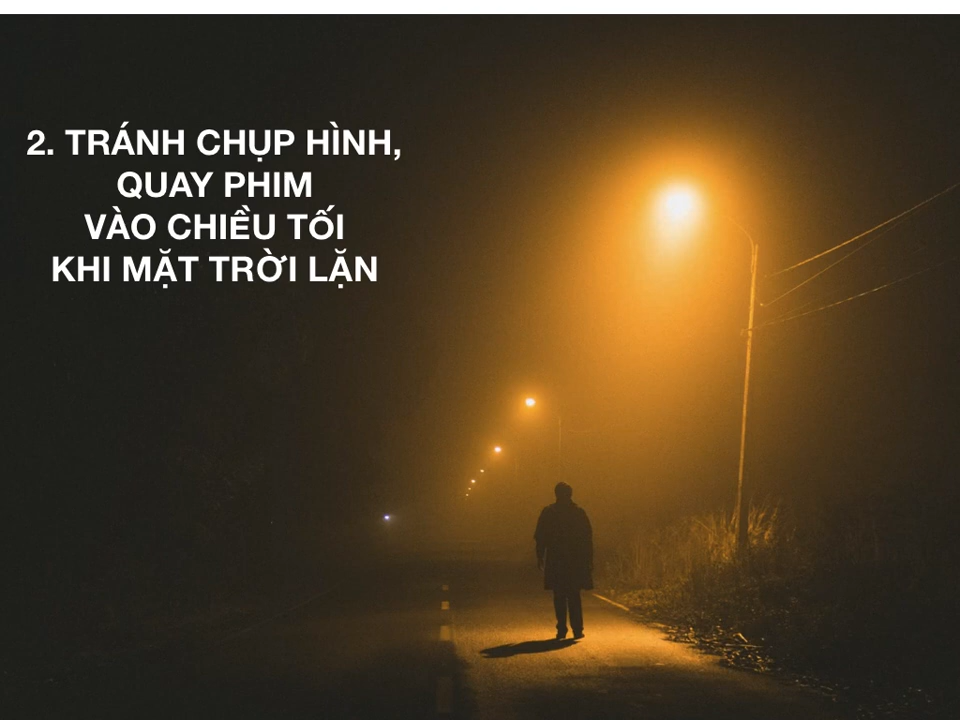 2. TRÁNH CHỤP HÌNH,
QUAY PHIM
VÀO CHIỀU TỐI
KHI MẶT TRỜI LẶN